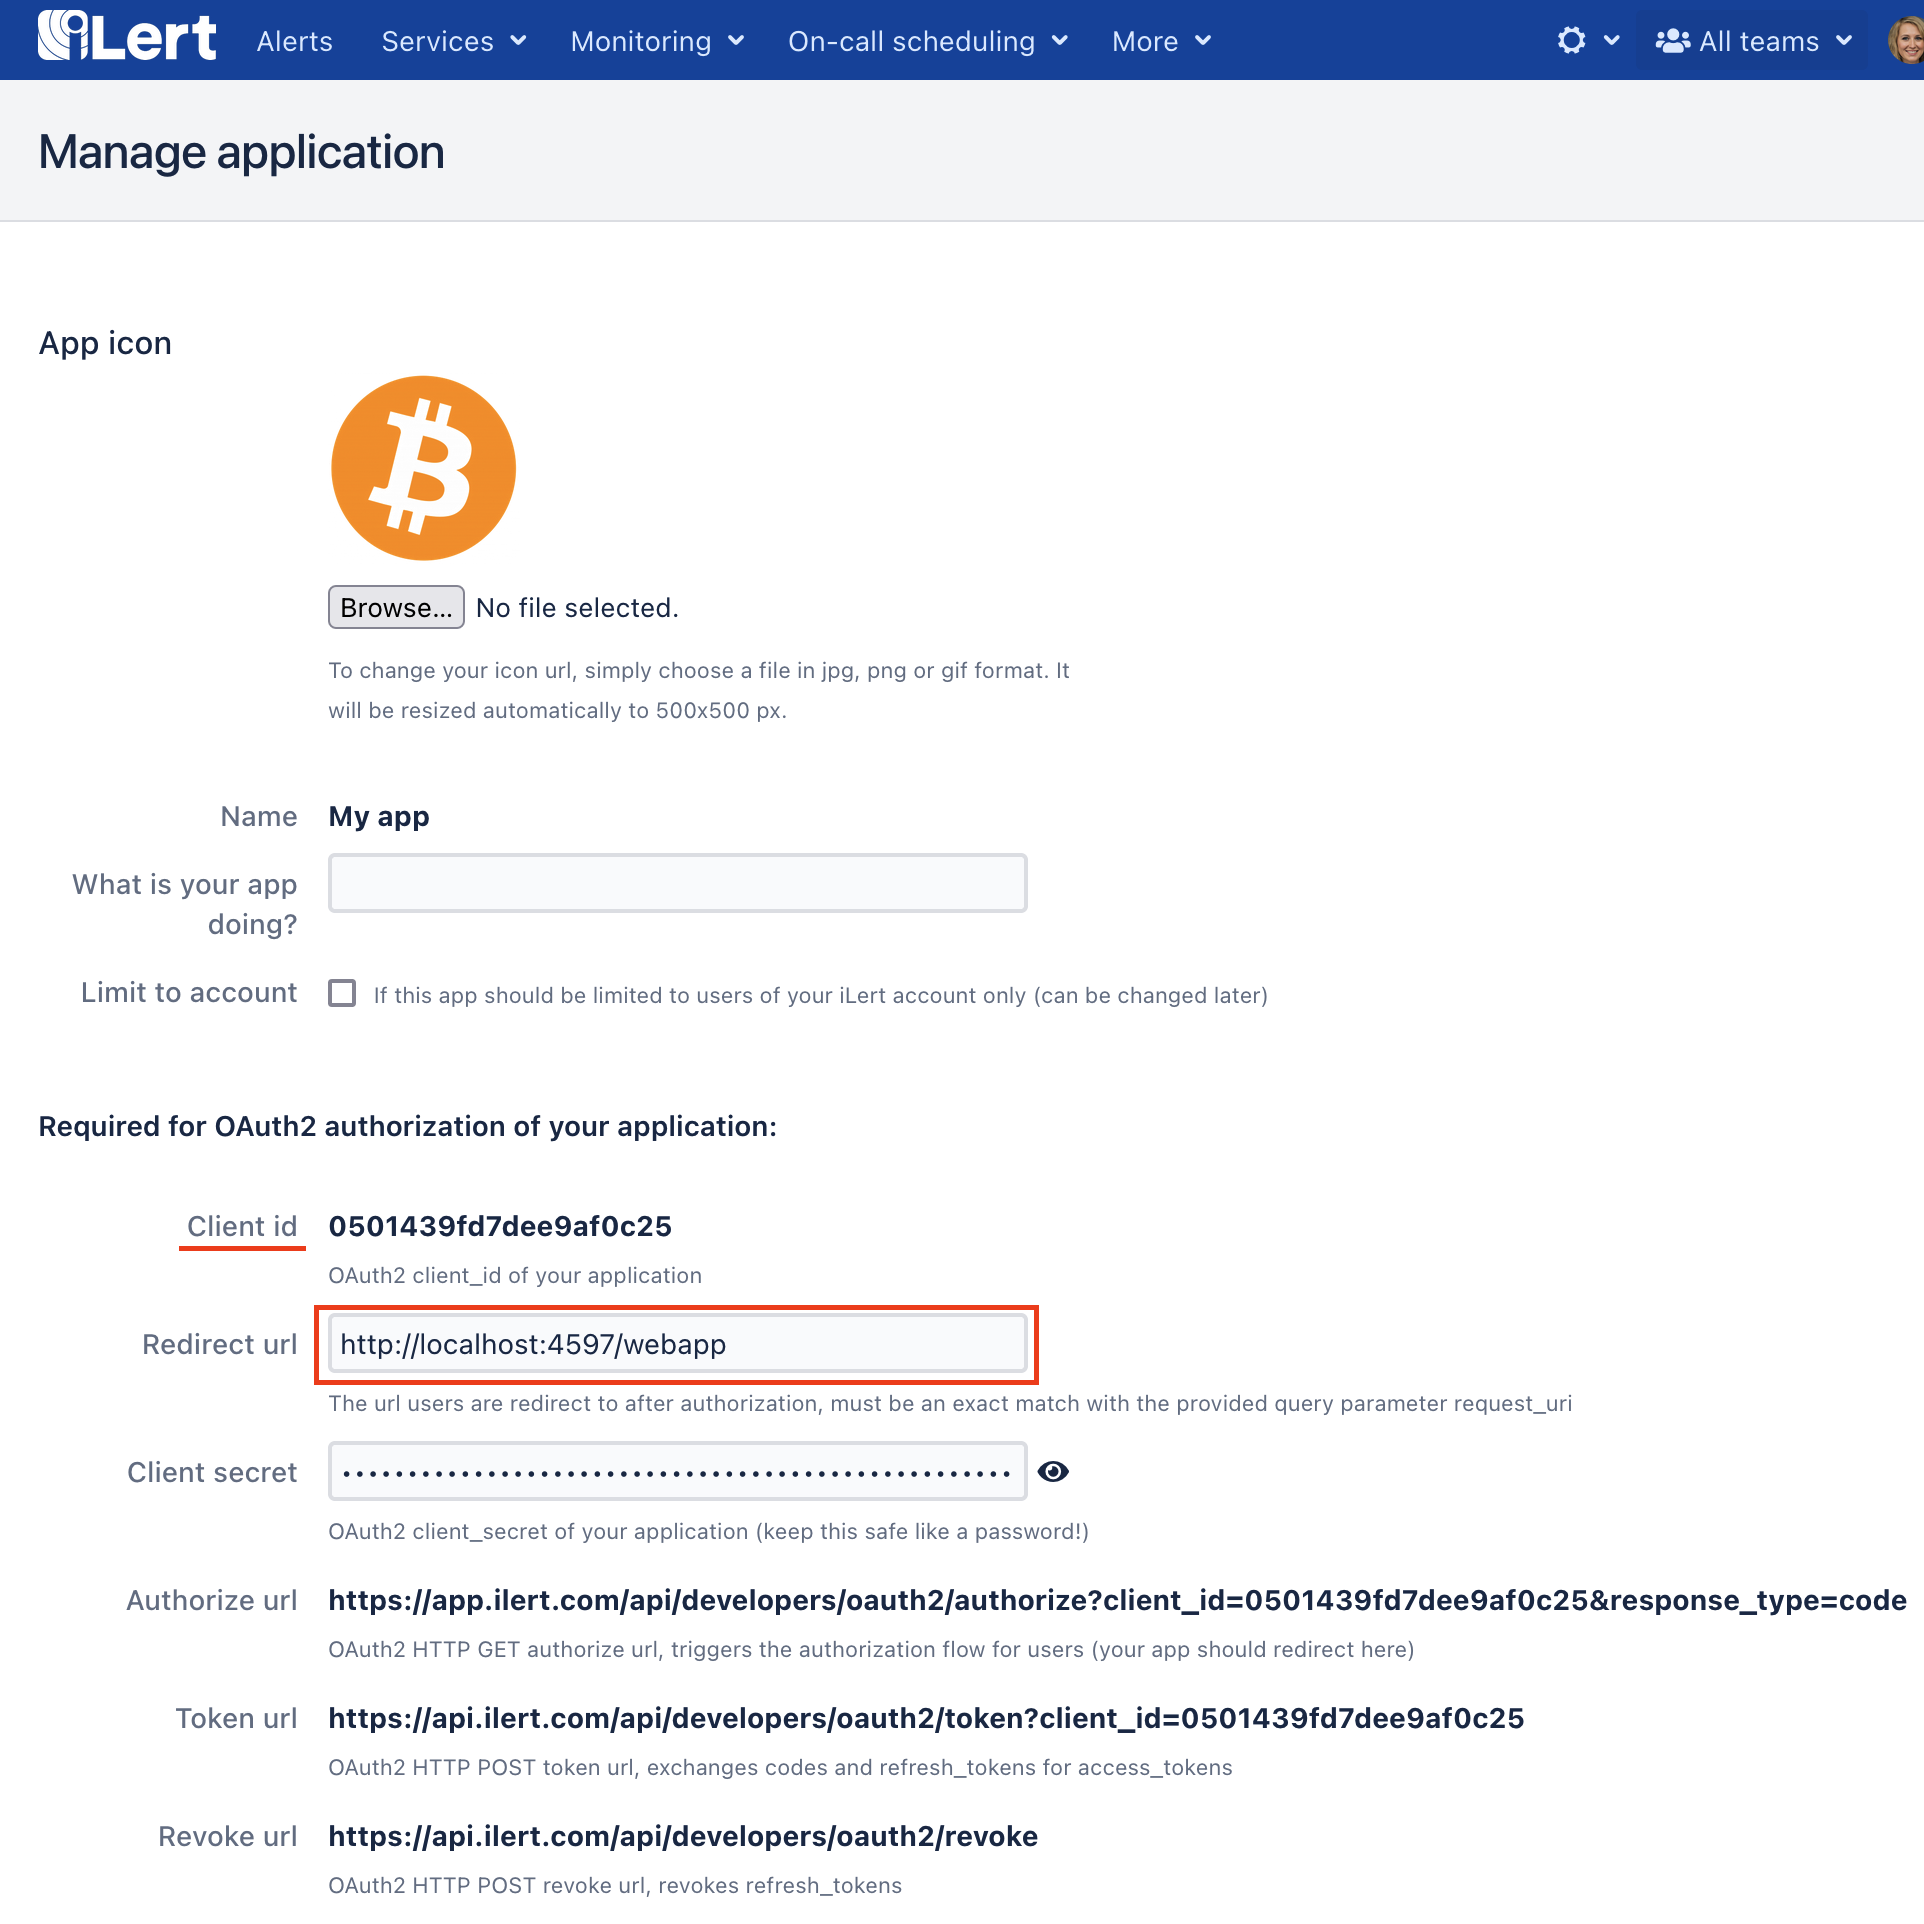 iLert Alerts Services Monitoring On-call scheduling More All teams
Manage application
App icon
Browse... No file selected.
To change your icon url, simply choose a file in jpg, png or gif format. It
will be resized automatically to 500x500 px.
Name My app
What is your app
doing?
Limit to account If this app should be limited to users of your iLert account only (can be changed later)
Required for OAuth2 authorization of your application:
Client id 0501439fd7dee9af0c25
OAuth2 client_id of your application
Redirect url http://localhost:4597/webapp
The url users are redirect to after authorization, must be an exact match with the provided query parameter request_uri
Client secret
OAuth2 client_secret of your application (keep this safe like a password!)
Authorize url https://app.ilert.com/api/developers/oauth2/authorize?client_id=0501439fd7dee9af0c25&response_type=code
OAuth2 HTTP GET authorize url, triggers the authorization flow for users (your app should redirect here)
Token url https://api.ilert.com/api/developers/oauth2/token?client_id=0501439fd7dee9af0c25
OAuth2 HTTP POST token url, exchanges codes and refresh_tokens for access_tokens
Revoke url https://api.ilert.com/api/developers/oauth2/revoke
OAuth2 HTTP POST revoke url, revokes refresh_tokens